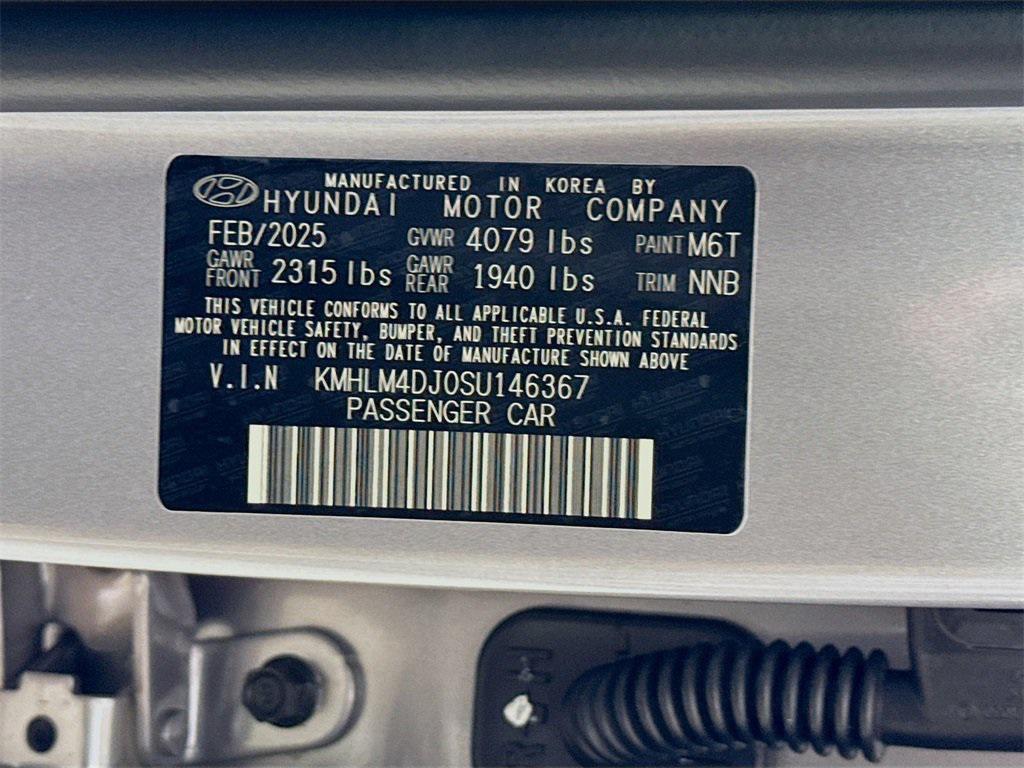 MANUFACTURED IN KOREA BY
HYUNDAI MOTOR COMPANY
FEB/2025 GVWR 4079 lbs PAINT M6T
GAWR FRONT 2315 lbs GAWR REAR 1940 lbs TRIM NNB
THIS VEHICLE CONFORMS TO ALL APPLICABLE U.S.A. FEDERAL
MOTOR VEHICLE SAFETY, BUMPER, AND THEFT PREVENTION STANDARDS
IN EFFECT ON THE DATE OF MANUFACTURE SHOWN ABOVE
V.I.N KMHLM4DJ0SU146367
PASSENGER CAR